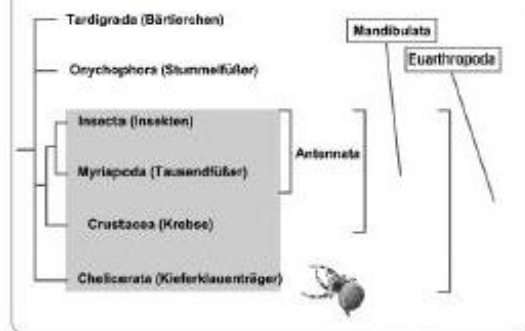 Tardigrada (Bärtierchen)
Mandibulata
Euarthropoda
Onychophora (Stummelfüßer)
Insecta (Insekten)
Antennata
Myriapoda (Tausendfüßer)
Crustacea (Krebse)
Chelicerata (Kieferklauenträger)